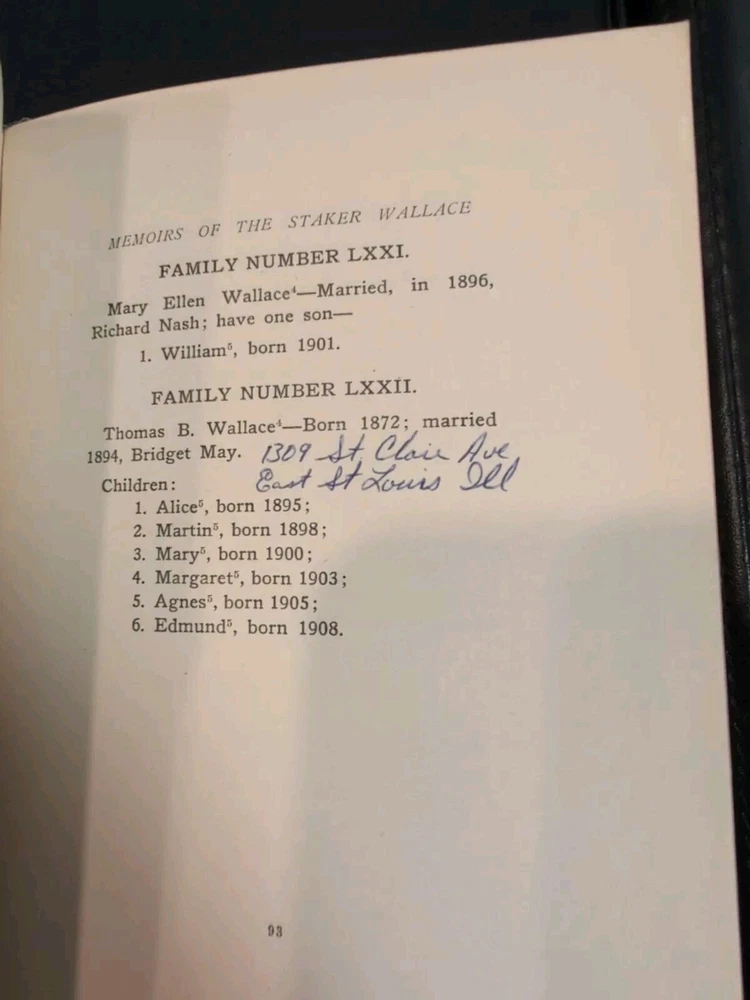 MEMOIRS OF THE STAKER WALLACE
FAMILY NUMBER LXXI.
Mary Ellen Wallace⁴—Married, in 1896,
Richard Nash; have one son—
1. William⁵, born 1901.
FAMILY NUMBER LXXII.
Thomas B. Wallace⁴—Born 1872; married
1894, Bridget May. 1309 St. Clair Ave
Children: East St Louis Ill
1. Alice⁵, born 1895;
2. Martin⁵, born 1898;
3. Mary⁵, born 1900;
4. Margaret⁵, born 1903;
5. Agnes⁵, born 1905;
6. Edmund⁵, born 1908.
93